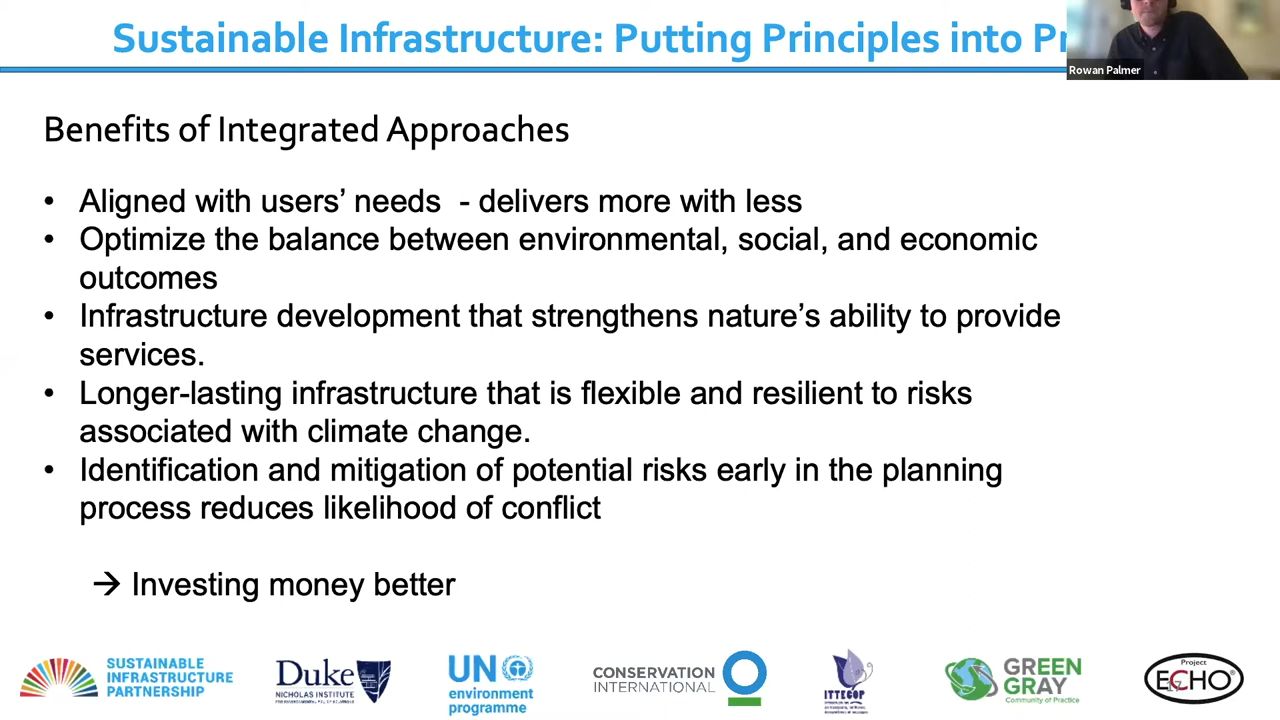 Sustainable Infrastructure: Putting Principles into Pr
Rowan Palmer
Benefits of Integrated Approaches
• Aligned with users’ needs - delivers more with less
• Optimize the balance between environmental, social, and economic
outcomes
• Infrastructure development that strengthens nature’s ability to provide
services.
• Longer-lasting infrastructure that is flexible and resilient to risks
associated with climate change.
• Identification and mitigation of potential risks early in the planning
process reduces likelihood of conflict
→ Investing money better
SUSTAINABLE
INFRASTRUCTURE
PARTNERSHIP
Duke
NICHOLAS INSTITUTE
UN
environment
programme
CONSERVATION
INTERNATIONAL
ITTECOP
GREEN
GRAY
Community of Practice
Project
ECHO
17